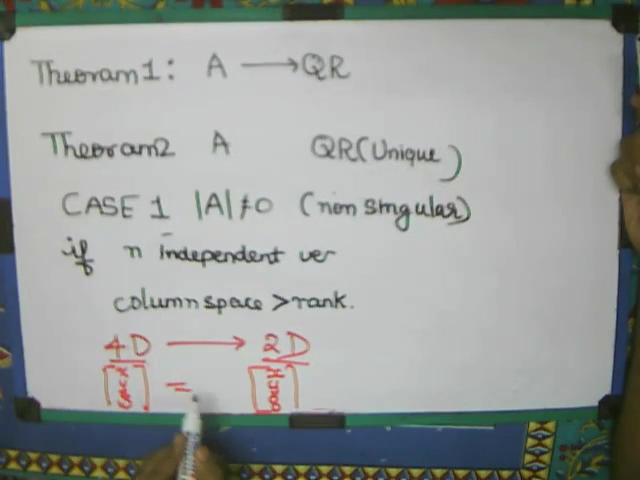 Theoram1: A ⟶ QR
Theoram2 A QR(Unique)
CASE 1 |A|≠0 (non singular)
if n independent ver
column space > rank.
4D ⟶ 2D
=